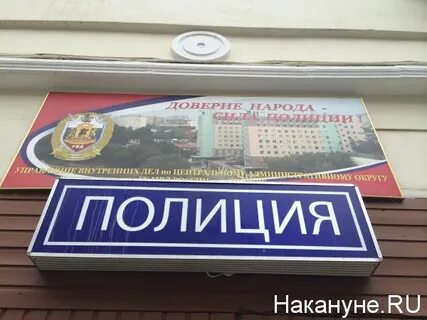 ДОВЕРИЕ НАРОДА -
СИЛА ПОЛИЦИИ!
УВД
УПРАВЛЕНИЕ ВНУТРЕННИХ ДЕЛ по ЦЕНТРАЛЬНОМУ АДМИНИСТРАТИВНОМУ ОКРУГУ
ПОЛИЦИЯ
Накануне.RU